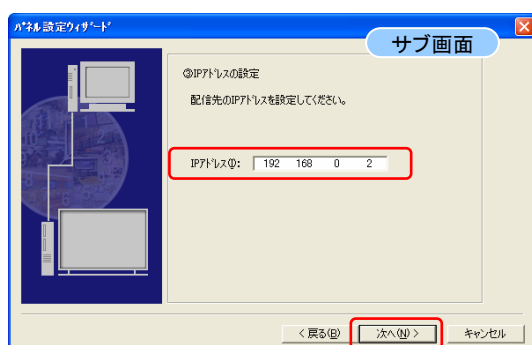 パネル設定ウィザード
サブ画面
③IPアドレスの設定
配信先のIPアドレスを設定してください。
IPアドレス(I): 192 168 0 2
< 戻る(B) 次へ(N) > キャンセル